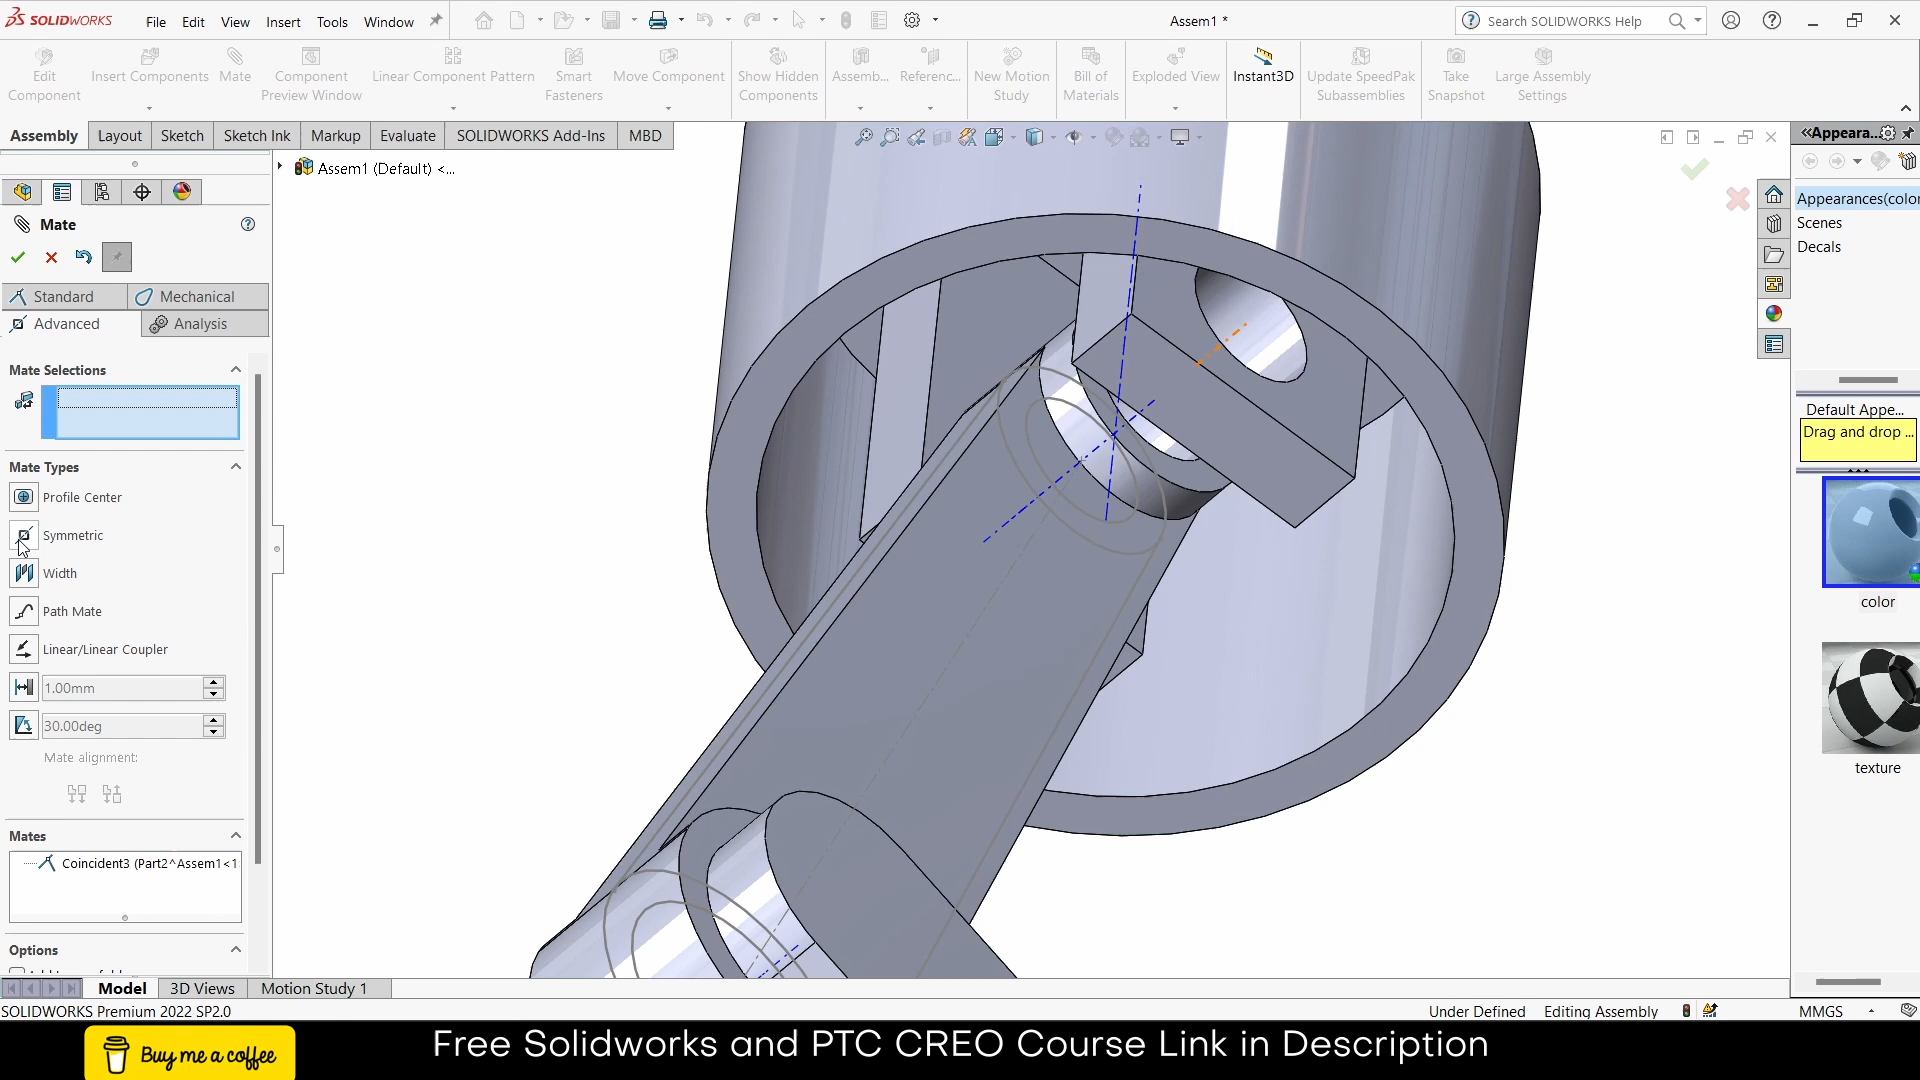 SOLIDWORKS
File Edit View Insert Tools Window
Assem1 *
Search SOLIDWORKS Help
Edit Component
Insert Components
Mate
Component Preview Window
Linear Component Pattern
Smart Fasteners
Move Component
Show Hidden Components
Assemb...
Referenc...
New Motion Study
Bill of Materials
Exploded View
Instant3D
Update SpeedPak Subassemblies
Take Snapshot
Large Assembly Settings
Assembly Layout Sketch Sketch Ink Markup Evaluate SOLIDWORKS Add-Ins MBD
Assem1 (Default) <...
Mate
Standard Mechanical
Advanced Analysis
Mate Selections
Mate Types
Profile Center
Symmetric
Width
Path Mate
Linear/Linear Coupler
1.00mm
30.00deg
Mate alignment:
Mates
Coincident3 (Part2^Assem1<1
Options
«Appeara...
Appearances(color
Scenes
Decals
Default Appe...
Drag and drop ...
color
texture
Model 3D Views Motion Study 1
SOLIDWORKS Premium 2022 SP2.0
Under Defined Editing Assembly MMGS
Buy me a coffee
Free Solidworks and PTC CREO Course Link in Description